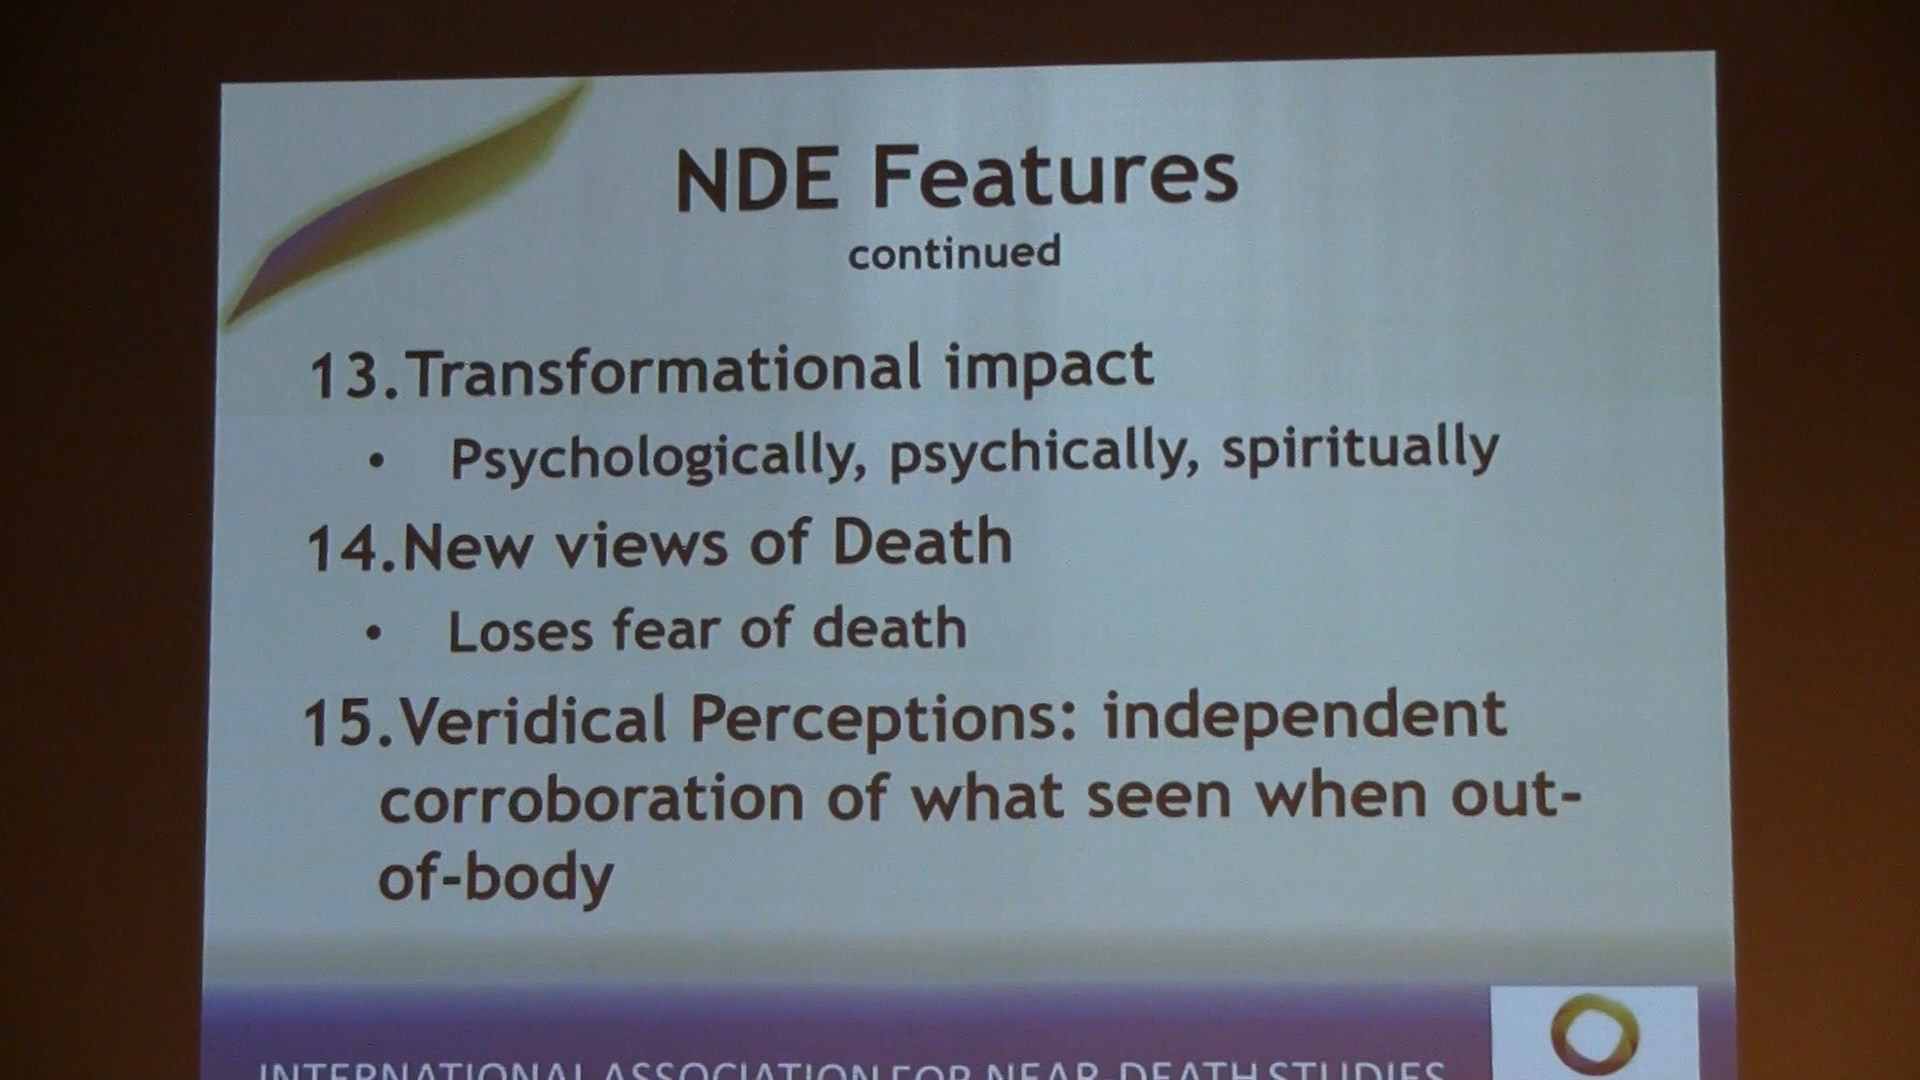 NDE Features
continued
13. Transformational impact
• Psychologically, psychically, spiritually
14. New views of Death
• Loses fear of death
15. Veridical Perceptions: independent
corroboration of what seen when out-
of-body
INTERNATIONAL ASSOCIATION FOR NEAR-DEATH STUDIES